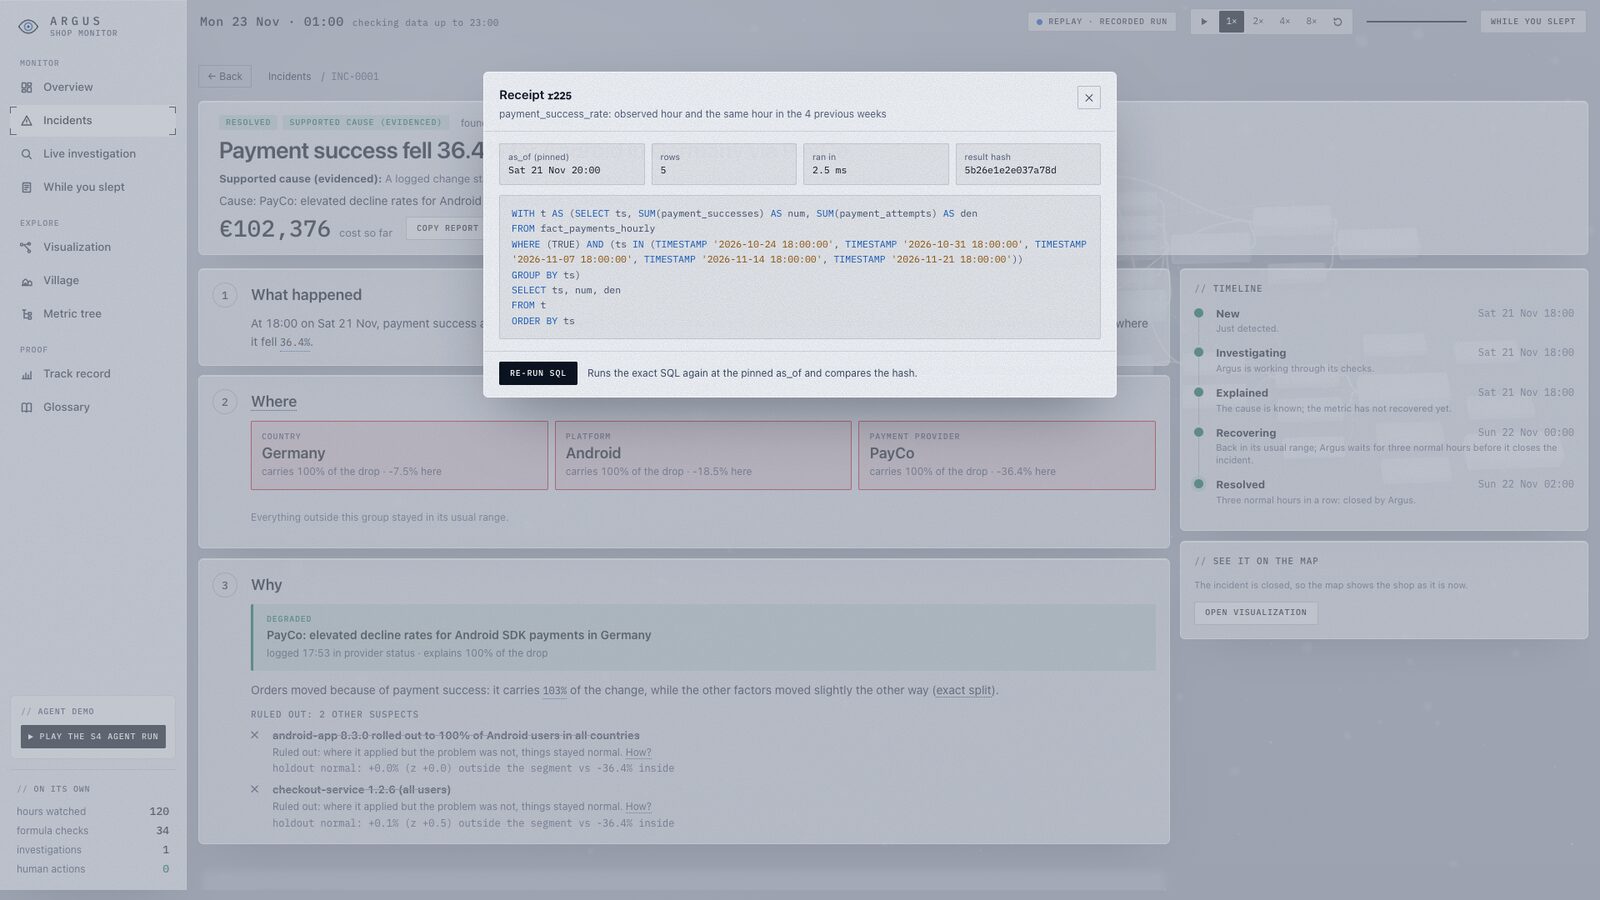 ARGUS
SHOP MONITOR
MONITOR
Overview
Incidents
Live investigation
While you slept
EXPLORE
Visualization
Village
Metric tree
PROOF
Track record
Glossary
// AGENT DEMO
▶ PLAY THE S4 AGENT RUN
// ON ITS OWN
hours watched 120
formula checks 34
investigations 1
human actions 0
Mon 23 Nov · 01:00 checking data up to 23:00
REPLAY · RECORDED RUN
1× 2× 4× 8×
WHILE YOU SLEPT
← Back
Incidents / INC-0001
RESOLVED SUPPORTED CAUSE (EVIDENCED)
Payment success fell 36.4
Supported cause (evidenced): A logged change
Cause: PayCo: elevated decline rates for Android
€102,376 cost so far COPY REPORT
Receipt r225
payment_success_rate: observed hour and the same hour in the 4 previous weeks
as_of (pinned)
Sat 21 Nov 20:00
rows
5
ran in
2.5 ms
result hash
5b26e1e2e037a78d
WITH t AS (SELECT ts, SUM(payment_successes) AS num, SUM(payment_attempts) AS den
FROM fact_payments_hourly
WHERE (TRUE) AND (ts IN (TIMESTAMP '2026-10-24 18:00:00', TIMESTAMP '2026-10-31 18:00:00', TIMESTAMP
'2026-11-07 18:00:00', TIMESTAMP '2026-11-14 18:00:00', TIMESTAMP '2026-11-21 18:00:00'))
GROUP BY ts)
SELECT ts, num, den
FROM t
ORDER BY ts
RE-RUN SQL Runs the exact SQL again at the pinned as_of and compares the hash.
1 What happened
At 18:00 on Sat 21 Nov, payment success where
it fell 36.4%.
2 Where
COUNTRY
Germany
carries 100% of the drop · -7.5% here
PLATFORM
Android
carries 100% of the drop · -18.5% here
PAYMENT PROVIDER
PayCo
carries 100% of the drop · -36.4% here
Everything outside this group stayed in its usual range.
3 Why
DEGRADED
PayCo: elevated decline rates for Android SDK payments in Germany
logged 17:53 in provider status · explains 100% of the drop
Orders moved because of payment success: it carries 103% of the change, while the other factors moved slightly the other way (exact split).
RULED OUT: 2 OTHER SUSPECTS
android-app 8.3.0 rolled out to 100% of Android users in all countries
Ruled out: where it applied but the problem was not, things stayed normal. How?
holdout normal: +0.0% (z +0.0) outside the segment vs -36.4% inside
checkout-service 1.2.6 (all users)
Ruled out: where it applied but the problem was not, things stayed normal. How?
holdout normal: +0.1% (z +0.5) outside the segment vs -36.4% inside
// TIMELINE
New Sat 21 Nov 18:00
Just detected.
Investigating Sat 21 Nov 18:00
Argus is working through its checks.
Explained Sat 21 Nov 18:00
The cause is known; the metric has not recovered yet.
Recovering Sun 22 Nov 00:00
Back in its usual range; Argus waits for three normal hours before it closes the
incident.
Resolved Sun 22 Nov 02:00
Three normal hours in a row: closed by Argus.
// SEE IT ON THE MAP
The incident is closed, so the map shows the shop as it is now.
OPEN VISUALIZATION